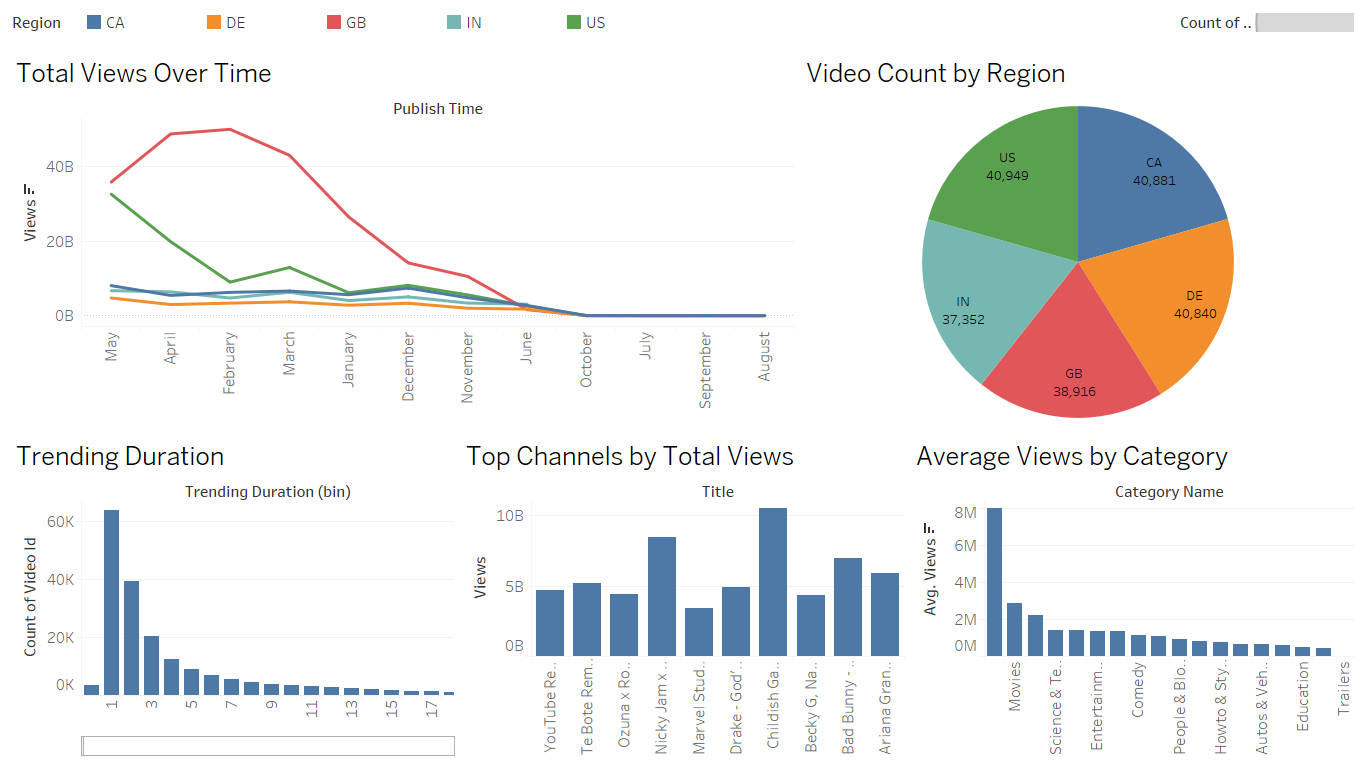 Region CA DE GB IN US Count of ..
Total Views Over Time
Publish Time
Views
40B
20B
0B
May April February March January December November June October July September August
Video Count by Region
US
40,949
CA
40,881
IN
37,352
DE
40,840
GB
38,916
Trending Duration
Trending Duration (bin)
Count of Video Id
60K
40K
20K
0K
1 3 5 7 9 11 13 15 17
Top Channels by Total Views
Title
Views
10B
5B
0B
YouTube Re.. Te Bote Rem.. Ozuna x Ro.. Nicky Jam x .. Marvel Stud.. Drake - God'.. Childish Ga.. Becky G, Na.. Bad Bunny - .. Ariana Gran..
Average Views by Category
Category Name
Avg. Views
8M
6M
4M
2M
0M
Movies Science & Te.. Entertainm.. Comedy People & Blo.. Howto & Sty.. Autos & Veh.. Education Trailers